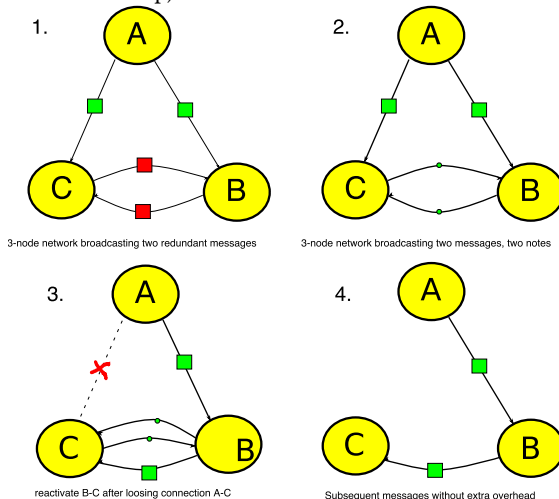 1.
A
C
B
3-node network broadcasting two redundant messages
2.
A
C
B
3-node network broadcasting two messages, two notes
3.
A
C
B
reactivate B-C after loosing connection A-C
4.
A
C
B
Subsequent messages without extra overhead